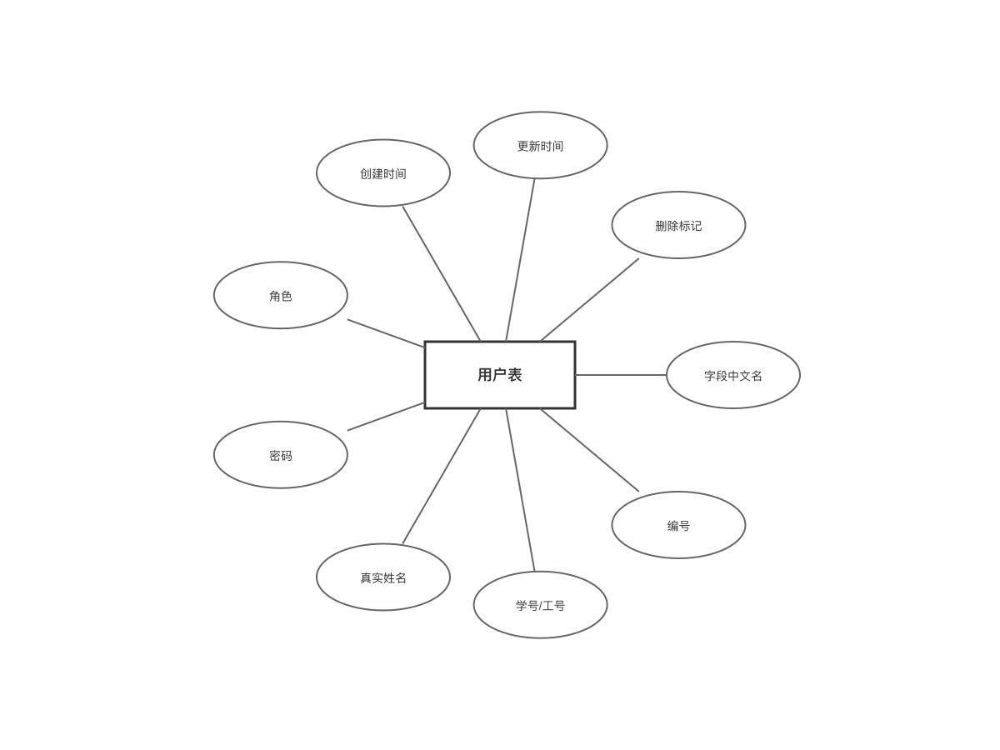 更新时间
创建时间
删除标记
角色
用户表
字段中文名
密码
编号
真实姓名
学号/工号